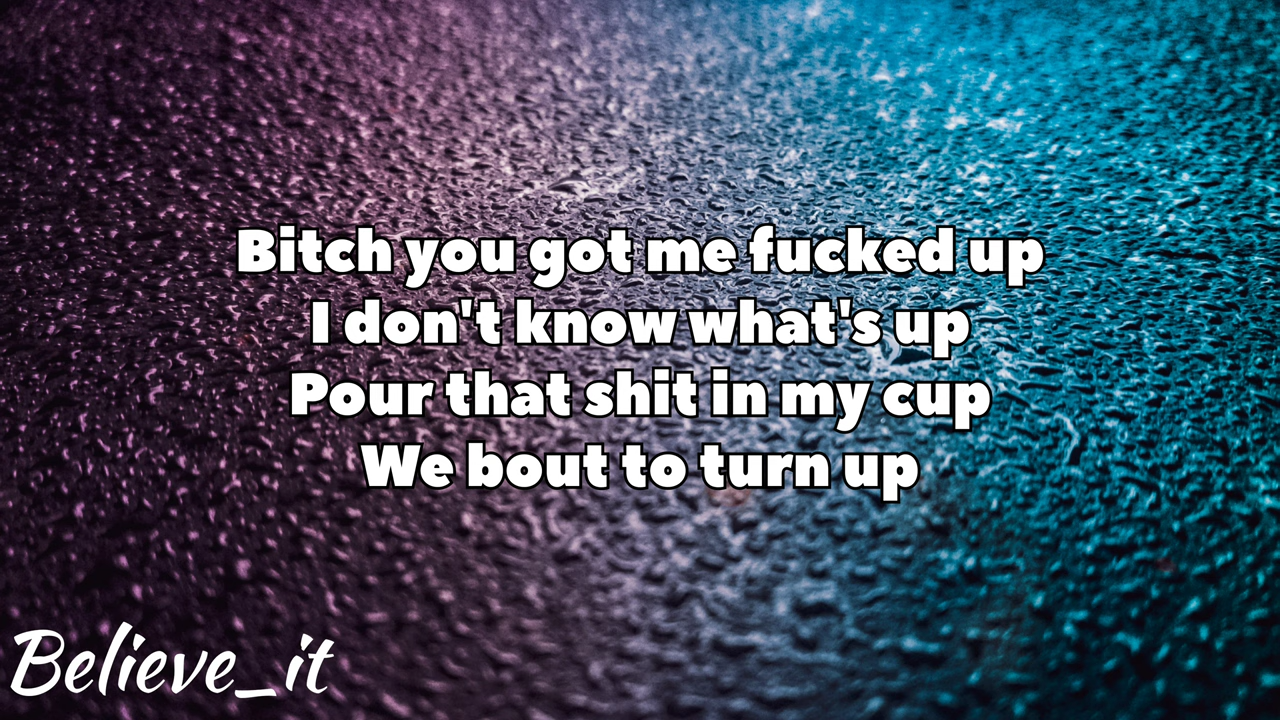 Bitch you got me fucked up
I don't know what's up
Pour that shit in my cup
We bout to turn up
Believe_it